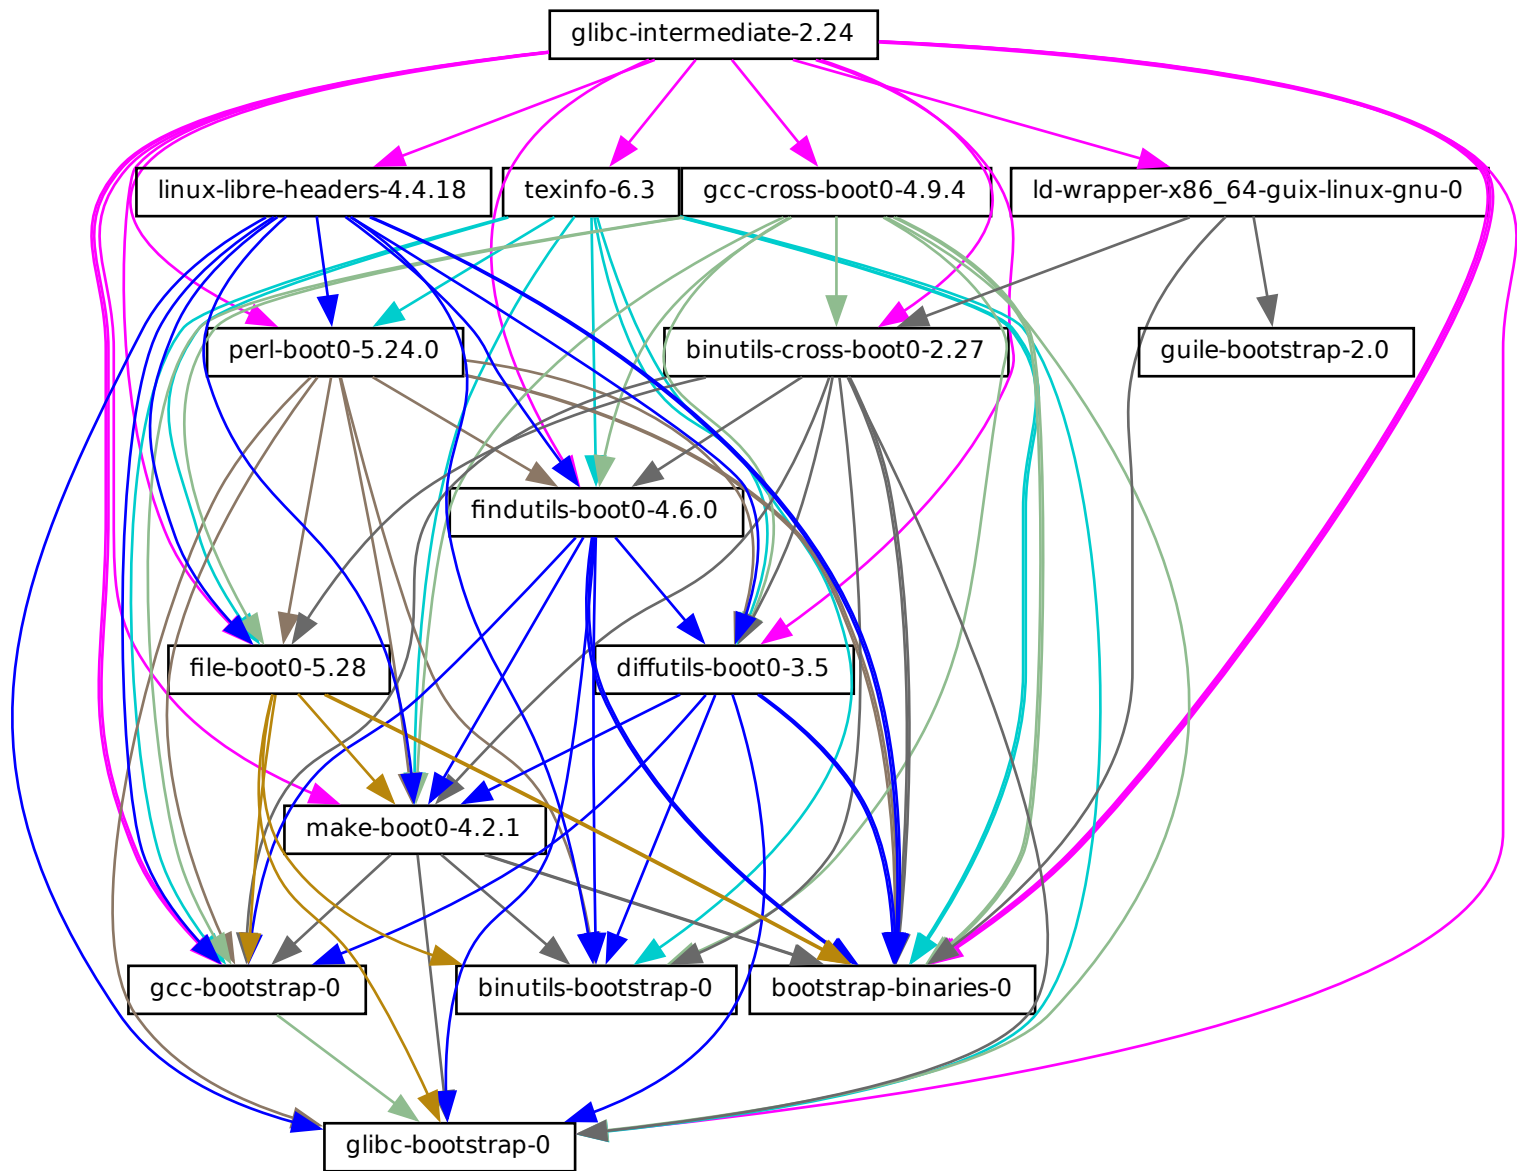 glibc-intermediate-2.24
linux-libre-headers-4.4.18
texinfo-6.3
gcc-cross-boot0-4.9.4
ld-wrapper-x86_64-guix-linux-gnu-0
perl-boot0-5.24.0
binutils-cross-boot0-2.27
guile-bootstrap-2.0
findutils-boot0-4.6.0
file-boot0-5.28
diffutils-boot0-3.5
make-boot0-4.2.1
gcc-bootstrap-0
binutils-bootstrap-0
bootstrap-binaries-0
glibc-bootstrap-0